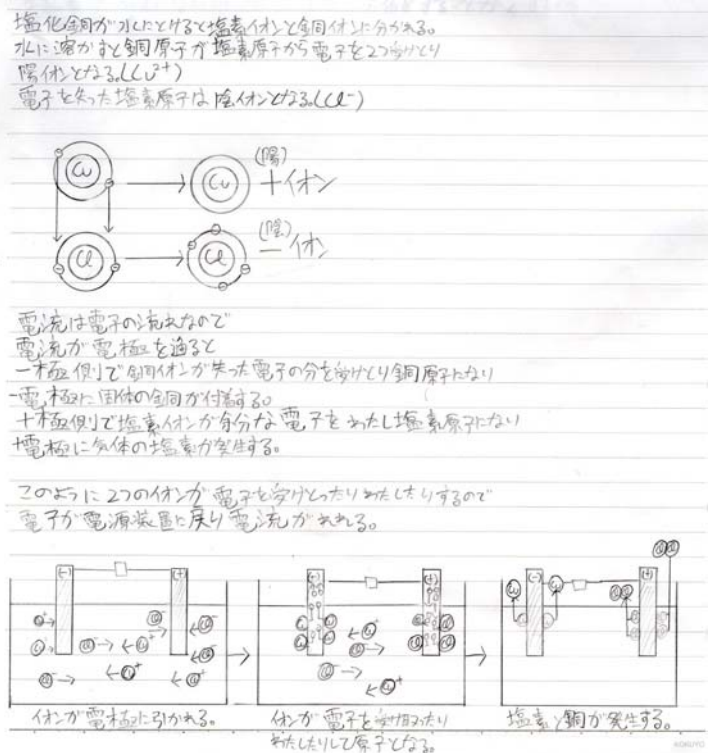 塩化銅が水にとけると塩素イオンと銅イオンに分かれる。
水に溶かすと銅原子が塩素原子から電子を2つ受けとり
陽イオンとなる。(Cu²⁺)
電子を失った塩素原子は陰イオンとなる。(Cl⁻)
Cu
Cu
(陽)
+イオン
Cl
Cl
(陰)
−イオン
電流は電子の流れなので
電流が電極を通ると
−極側で銅イオンが失った電子の分を受けとり銅原子になり
−電極に固体の銅が付着する。
+極側で塩素イオンが余分な電子をわたし塩素原子になり
+電極に気体の塩素が発生する。
このように2つのイオンが電子を受けとったりわたしたりするので
電子が電源装置に戻り電流が流れる。
(−) (+)
(−) (+)
(−) (+)
イオンが電極に引かれる。
イオンが電子を受け取ったり
わたしたりして原子となる。
塩素と銅が発生する。
KOKUYO